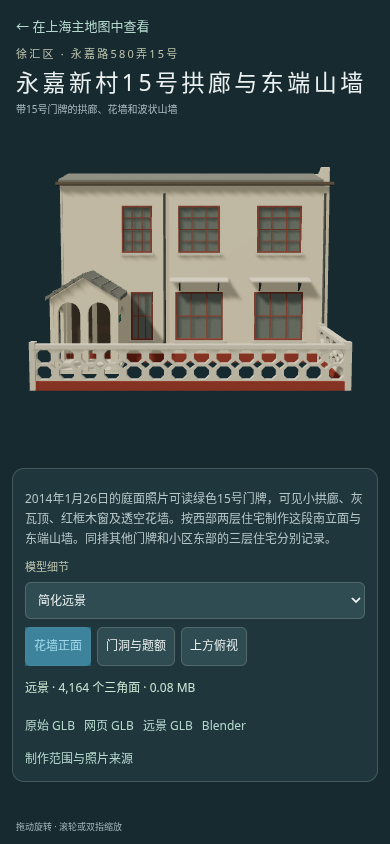 ← 在上海主地图中查看
徐汇区 · 永嘉路580弄15号
永嘉新村15号拱廊与东端山墙
带15号门牌的拱廊、花墙和波状山墙
2014年1月26日的庭面照片可读绿色15号门牌，可见小拱廊、灰
瓦顶、红框木窗及透空花墙。按西部两层住宅制作这段南立面与
东端山墙。同排其他门牌和小区东部的三层住宅分别记录。
模型细节
简化远景
花墙正面 门洞与题额 上方俯视
远景 · 4,164 个三角面 · 0.08 MB
原始 GLB 网页 GLB 远景 GLB Blender
制作范围与照片来源
拖动旋转 · 滚轮或双指缩放